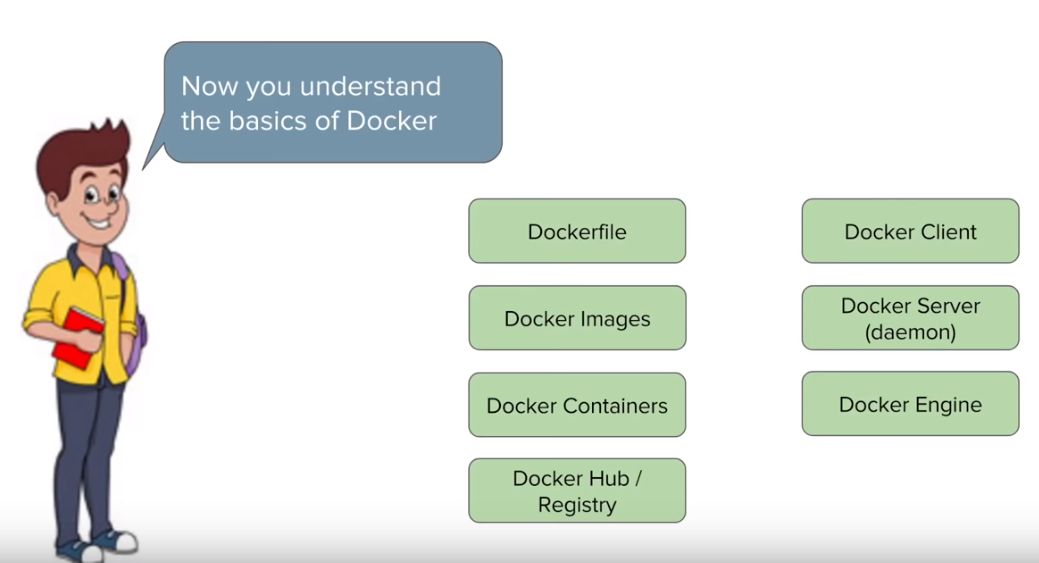 Now you understand
the basics of Docker
Dockerfile
Docker Images
Docker Containers
Docker Hub /
Registry
Docker Client
Docker Server
(daemon)
Docker Engine